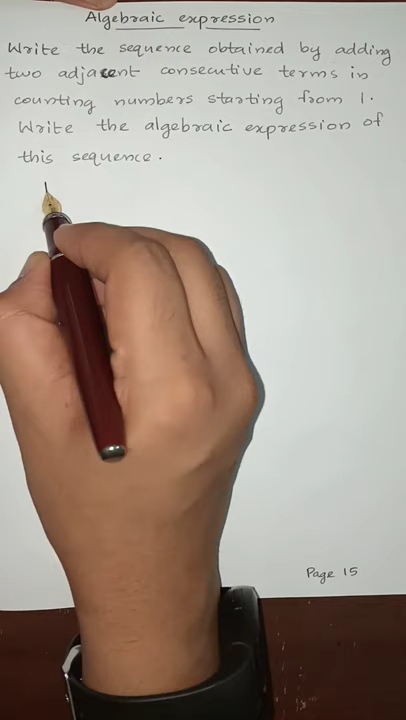 Algebraic expression
Write the sequence obtained by adding
two adjacent consecutive terms in
counting numbers starting from 1.
Write the algebraic expression of
this sequence.
Page 15